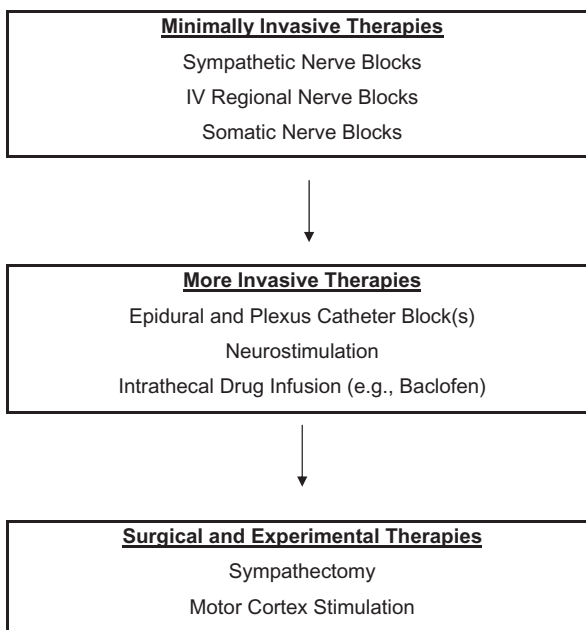 Minimally Invasive Therapies
Sympathetic Nerve Blocks
IV Regional Nerve Blocks
Somatic Nerve Blocks
More Invasive Therapies
Epidural and Plexus Catheter Block(s)
Neurostimulation
Intrathecal Drug Infusion (e.g., Baclofen)
Surgical and Experimental Therapies
Sympathectomy
Motor Cortex Stimulation